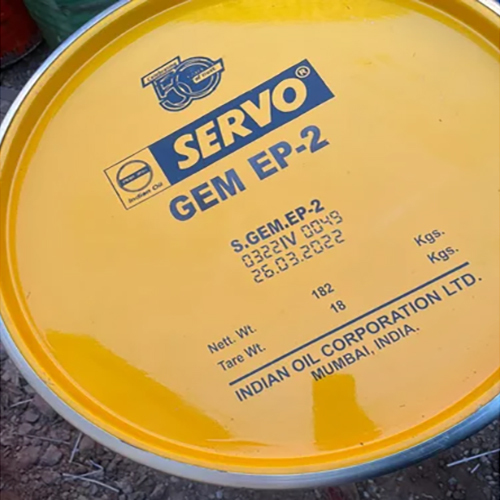 50
SERVO®
Indian Oil
GEM EP-2
S.GEM.EP-2
0322IV 0049
26.03.2022
Nett. Wt. 182 Kgs.
Tare Wt. 18 Kgs.
INDIAN OIL CORPORATION LTD.
MUMBAI, INDIA.